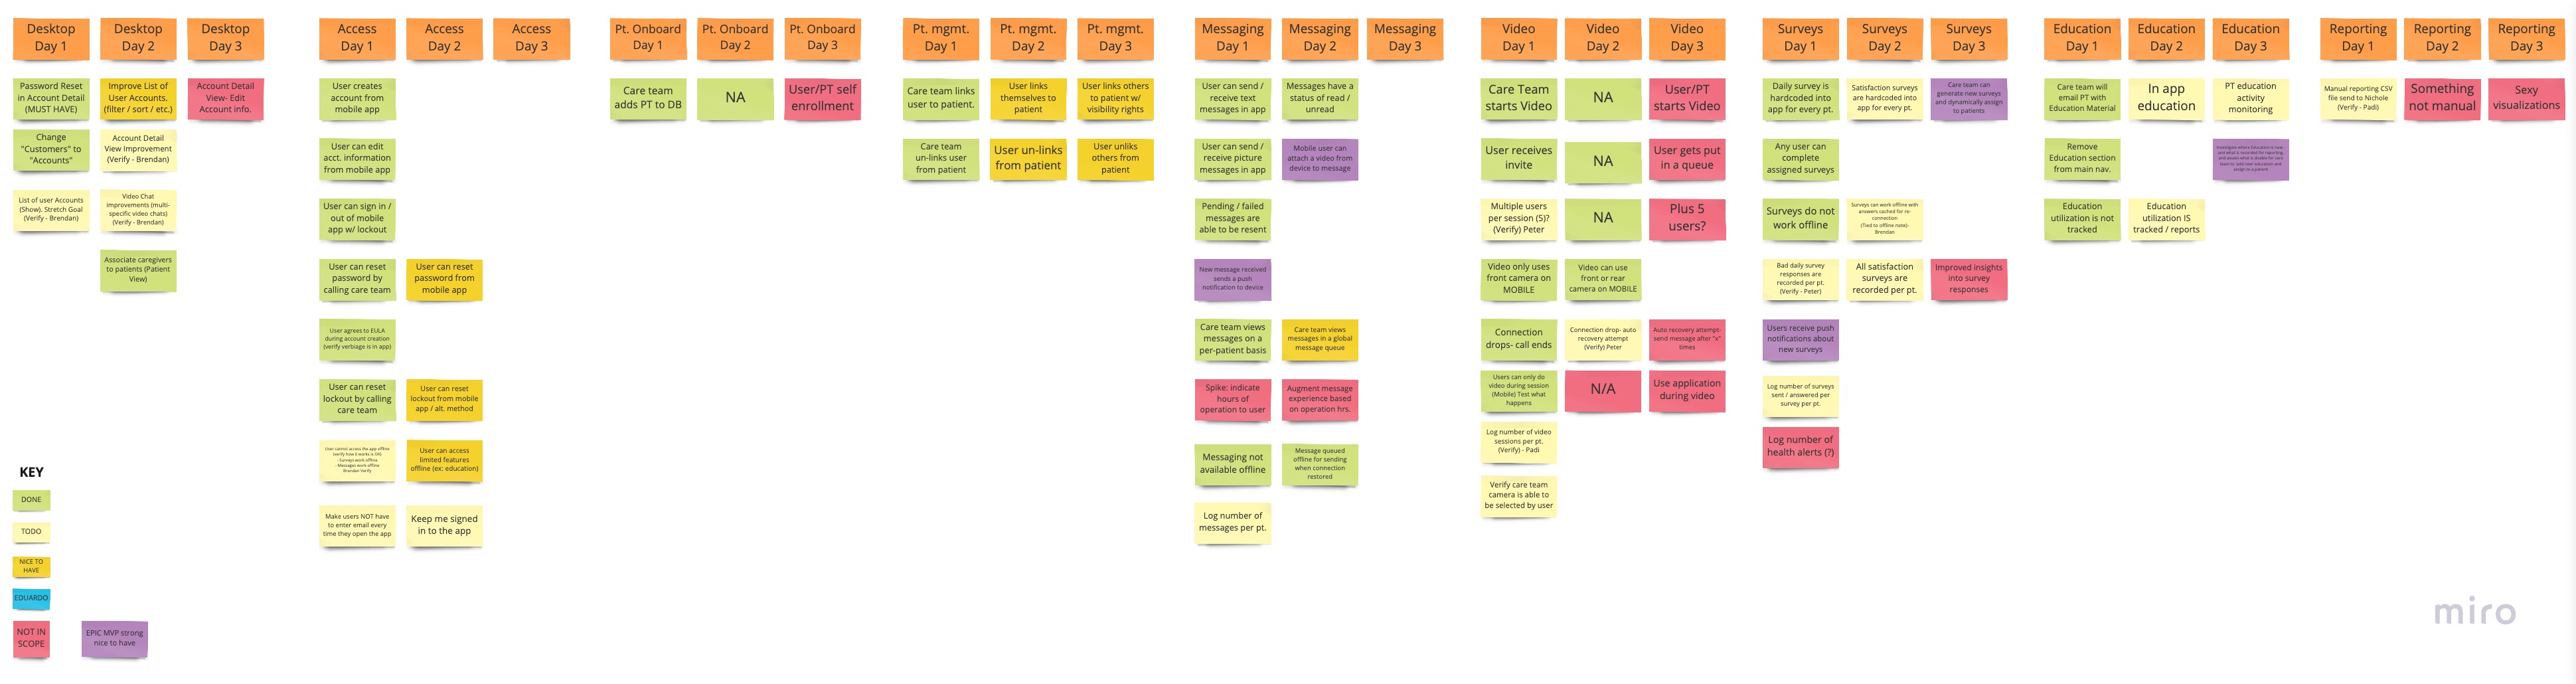 Desktop
Day 1
Desktop
Day 2
Desktop
Day 3
Access
Day 1
Access
Day 2
Access
Day 3
Pt. Onboard
Day 1
Pt. Onboard
Day 2
Pt. Onboard
Day 3
Pt. mgmt.
Day 1
Pt. mgmt.
Day 2
Pt. mgmt.
Day 3
Messaging
Day 1
Messaging
Day 2
Messaging
Day 3
Video
Day 1
Video
Day 2
Video
Day 3
Surveys
Day 1
Surveys
Day 2
Surveys
Day 3
Education
Day 1
Education
Day 2
Education
Day 3
Reporting
Day 1
Reporting
Day 2
Reporting
Day 3
Password Reset
in Account Detail
(MUST HAVE)
Improve List of
User Accounts.
(filter / sort / etc.)
Account Detail
View- Edit
Account info.
Change
"Customers" to
"Accounts"
Account Detail
View Improvement
(Verify - Brendan)
List of user Accounts
(Show). Stretch Goal
(Verify - Brendan)
Video Chat
improvements (multi-
specific video chats)
(Verify - Brendan)
Associate caregivers
to patients (Patient
View)
User creates
account from
mobile app
User can edit
acct. information
from mobile app
User can sign in /
out of mobile
app w/ lockout
User can reset
password by
calling care team
User can reset
password from
mobile app
User agrees to EULA
during account creation
(verify verbiage is in app)
User can reset
lockout by calling
care team
User can reset
lockout from mobile
app / alt. method
User cannot access the app offline
(verify how it works is OK)
- Surveys work offline
- Messages work offline
Brendan Verify
User can access
limited features
offline (ex: education)
Make users NOT have
to enter email every
time they open the app
Keep me signed
in to the app
Care team
adds PT to DB
NA
User/PT self
enrollment
Care team links
user to patient.
User links
themselves to
patient
User links others
to patient w/
visibility rights
Care team
un-links user
from patient
User un-links
from patient
User unliks
others from
patient
User can send /
receive text
messages in app
Messages have a
status of read /
unread
User can send /
receive picture
messages in app
Mobile user can
attach a video from
device to message
Pending / failed
messages are
able to be resent
New message received
sends a push
notification to device
Care team views
messages on a
per-patient basis
Care team views
messages in a global
message queue
Spike: indicate
hours of
operation to user
Augment message
experience based
on operation hrs.
Messaging not
available offline
Message queued
offline for sending
when connection
restored
Log number of
messages per pt.
Care Team
starts Video
NA
User/PT
starts Video
User receives
invite
NA
User gets put
in a queue
Multiple users
per session (5)?
(Verify) Peter
NA
Plus 5
users?
Video only uses
front camera on
MOBILE
Video can use
front or rear
camera on MOBILE
Connection
drops- call ends
Connection drop- auto
recovery attempt
(Verify) Peter
Auto recovery attempt-
send message after "x"
times
Users can only do
video during session
(Mobile) Test what
happens
N/A
Use application
during video
Log number of video
sessions per pt.
(Verify) - Padi
Verify care team
camera is able to
be selected by user
Daily survey is
hardcoded into
app for every pt.
Satisfaction surveys
are hardcoded into
app for every pt.
Care team can
generate new surveys
and dynamically assign
to patients
Any user can
complete
assigned surveys
Surveys do not
work offline
Surveys can work offline with
answers cached for re-
connection
(Tied to offline note)-
Brendan
Bad daily survey
responses are
recorded per pt.
(Verify - Peter)
All satisfaction
surveys are
recorded per pt.
Improved insights
into survey
responses
Users receive push
notifications about
new surveys
Log number of surveys
sent / answered per
survey per pt.
Log number of
health alerts (?)
Care team will
email PT with
Education Material
In app
education
PT education
activity
monitoring
Remove
Education section
from main nav.
Education
utilization is not
tracked
Education
utilization IS
tracked / reports
Manual reporting CSV
file send to Nichole
(Verify - Padi)
Something
not manual
Sexy
visualizations
KEY
DONE
TODO
NICE TO
HAVE
EDUARDO
NOT IN
SCOPE
EPIC MVP strong
nice to have
miro